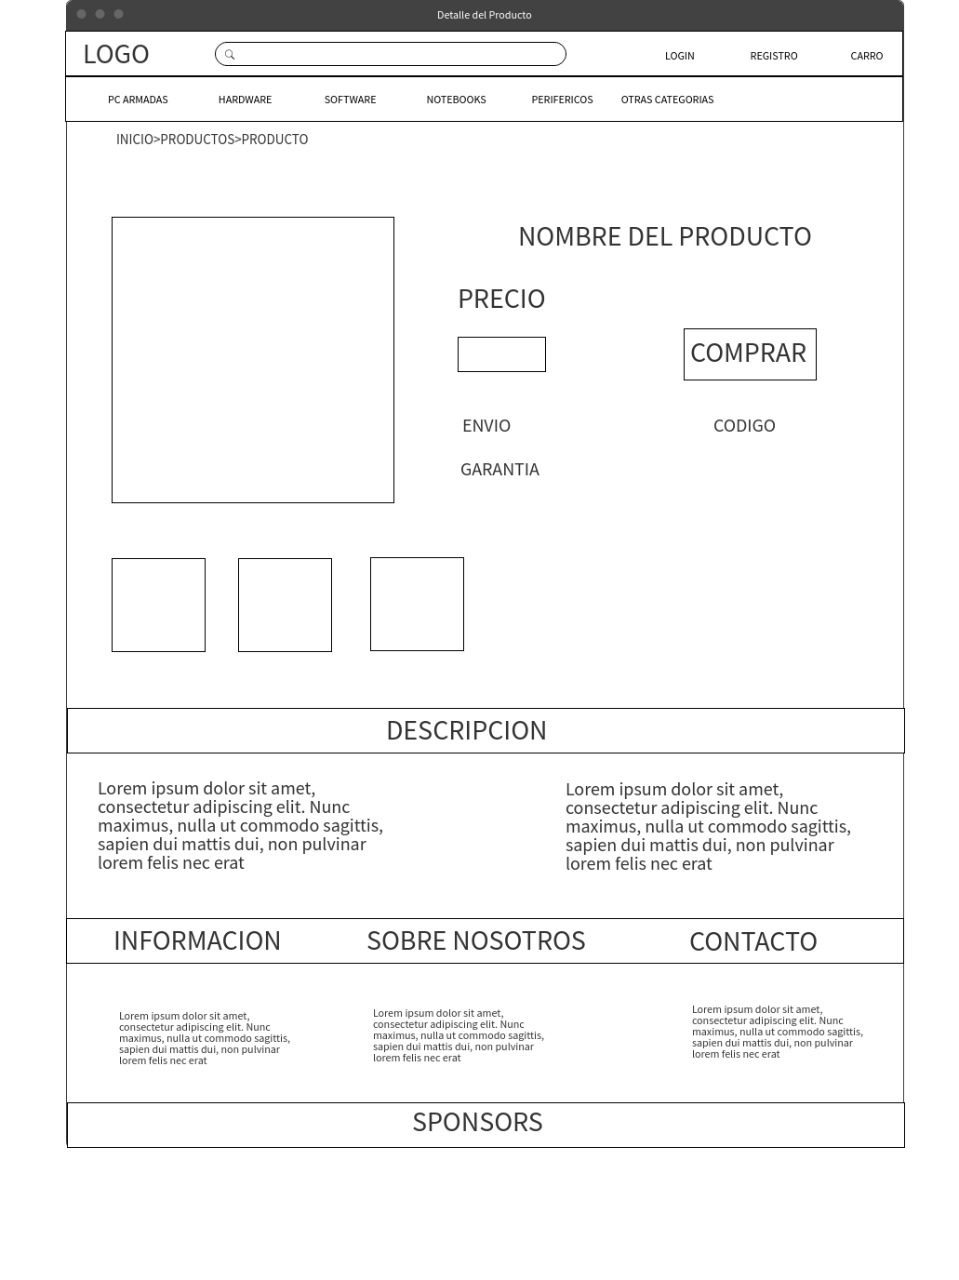 Detalle del Producto
LOGO
LOGIN REGISTRO CARRO
PC ARMADAS HARDWARE SOFTWARE NOTEBOOKS PERIFERICOS OTRAS CATEGORIAS
INICIO>PRODUCTOS>PRODUCTO
NOMBRE DEL PRODUCTO
PRECIO
COMPRAR
ENVIO
CODIGO
GARANTIA
DESCRIPCION
Lorem ipsum dolor sit amet,
consectetur adipiscing elit. Nunc
maximus, nulla ut commodo sagittis,
sapien dui mattis dui, non pulvinar
lorem felis nec erat
Lorem ipsum dolor sit amet,
consectetur adipiscing elit. Nunc
maximus, nulla ut commodo sagittis,
sapien dui mattis dui, non pulvinar
lorem felis nec erat
INFORMACION SOBRE NOSOTROS CONTACTO
Lorem ipsum dolor sit amet,
consectetur adipiscing elit. Nunc
maximus, nulla ut commodo sagittis,
sapien dui mattis dui, non pulvinar
lorem felis nec erat
Lorem ipsum dolor sit amet,
consectetur adipiscing elit. Nunc
maximus, nulla ut commodo sagittis,
sapien dui mattis dui, non pulvinar
lorem felis nec erat
Lorem ipsum dolor sit amet,
consectetur adipiscing elit. Nunc
maximus, nulla ut commodo sagittis,
sapien dui mattis dui, non pulvinar
lorem felis nec erat
SPONSORS